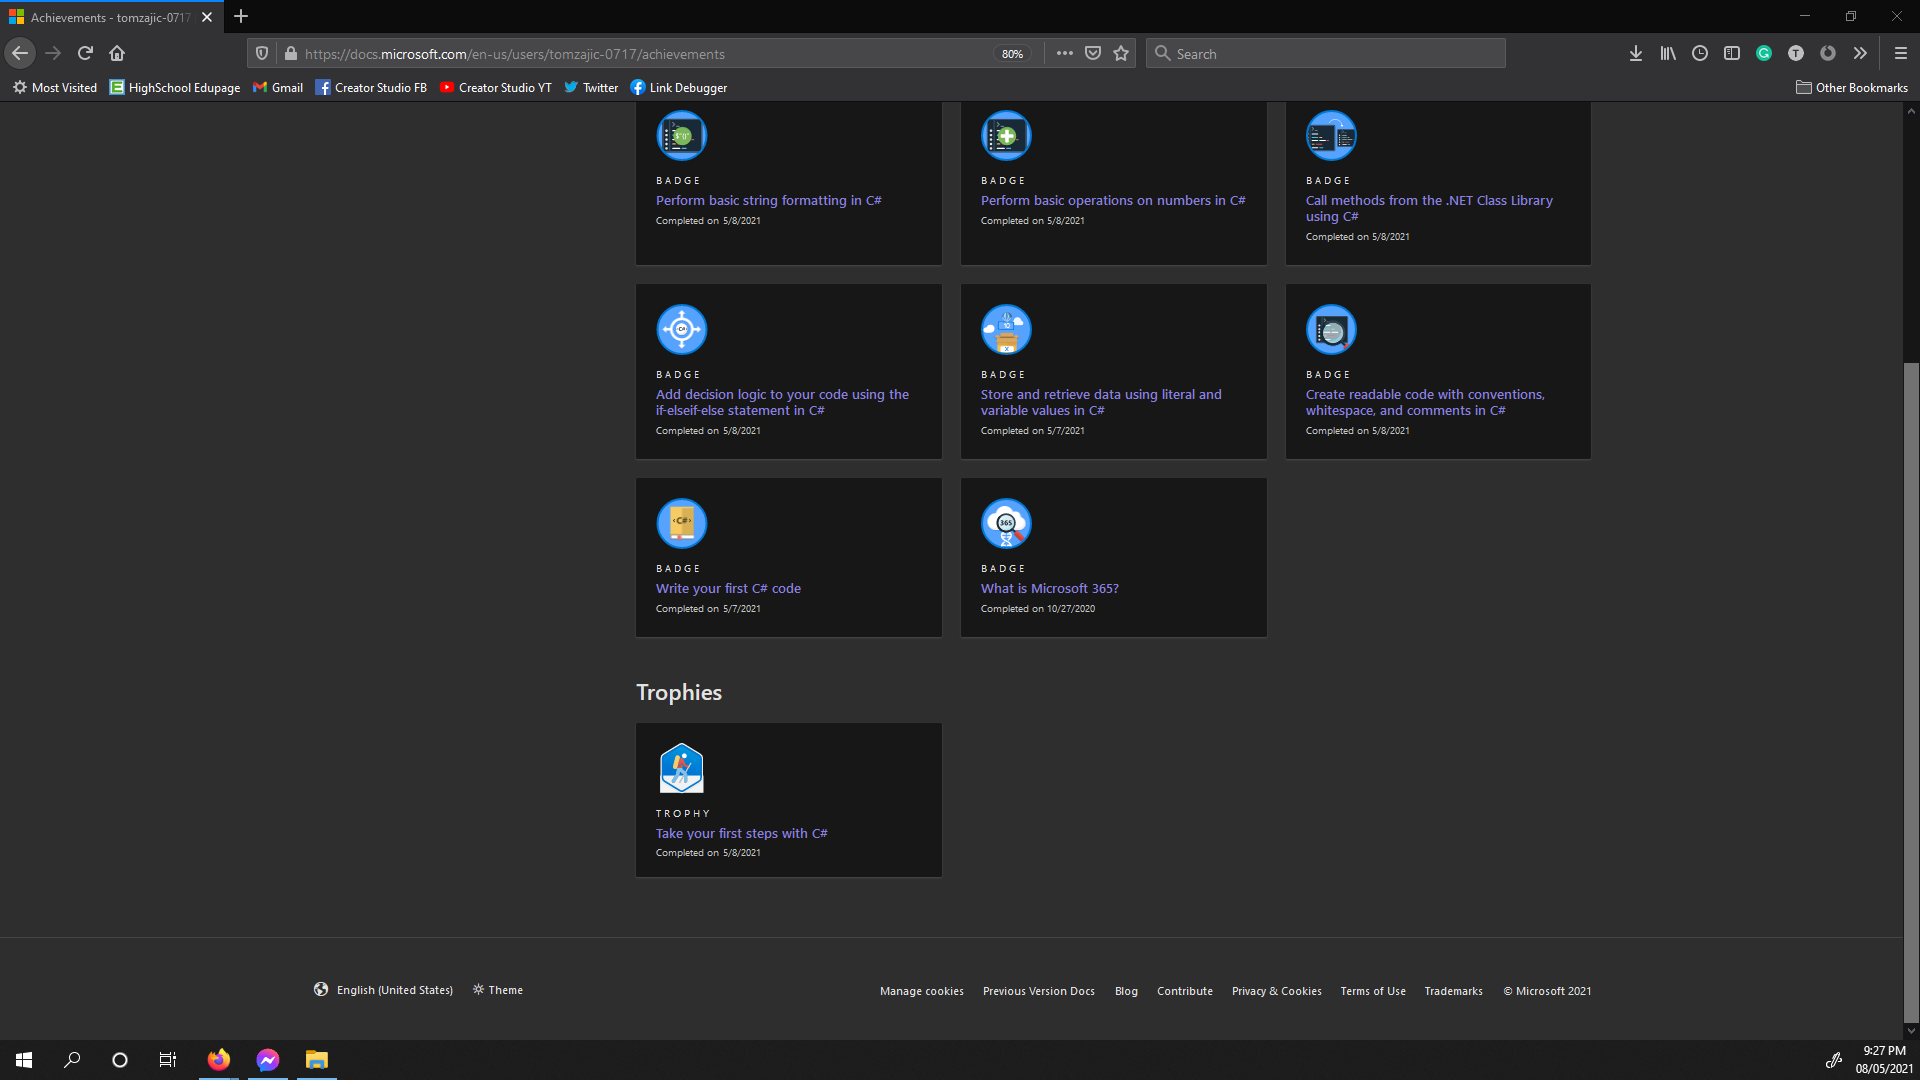 Achievements - tomzajic-0717
https://docs.microsoft.com/en-us/users/tomzajic-0717/achievements
80%
Search
Most Visited
HighSchool Edupage
Gmail
Creator Studio FB
Creator Studio YT
Twitter
Link Debugger
Other Bookmarks
BADGE
Perform basic string formatting in C#
Completed on 5/8/2021
BADGE
Perform basic operations on numbers in C#
Completed on 5/8/2021
BADGE
Call methods from the .NET Class Library
using C#
Completed on 5/8/2021
BADGE
Add decision logic to your code using the
if-elseif-else statement in C#
Completed on 5/8/2021
10
X
BADGE
Store and retrieve data using literal and
variable values in C#
Completed on 5/7/2021
BADGE
Create readable code with conventions,
whitespace, and comments in C#
Completed on 5/8/2021
C#
BADGE
Write your first C# code
Completed on 5/7/2021
365
BADGE
What is Microsoft 365?
Completed on 10/27/2020
Trophies
TROPHY
Take your first steps with C#
Completed on 5/8/2021
English (United States)
Theme
Manage cookies
Previous Version Docs
Blog
Contribute
Privacy & Cookies
Terms of Use
Trademarks
© Microsoft 2021
9:27 PM
08/05/2021